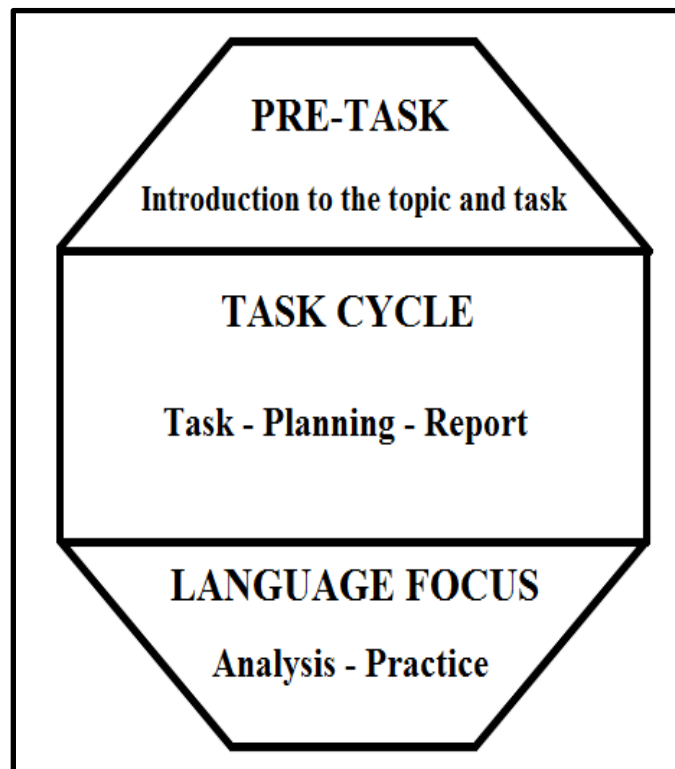 PRE-TASK
Introduction to the topic and task
TASK CYCLE
Task - Planning - Report
LANGUAGE FOCUS
Analysis - Practice